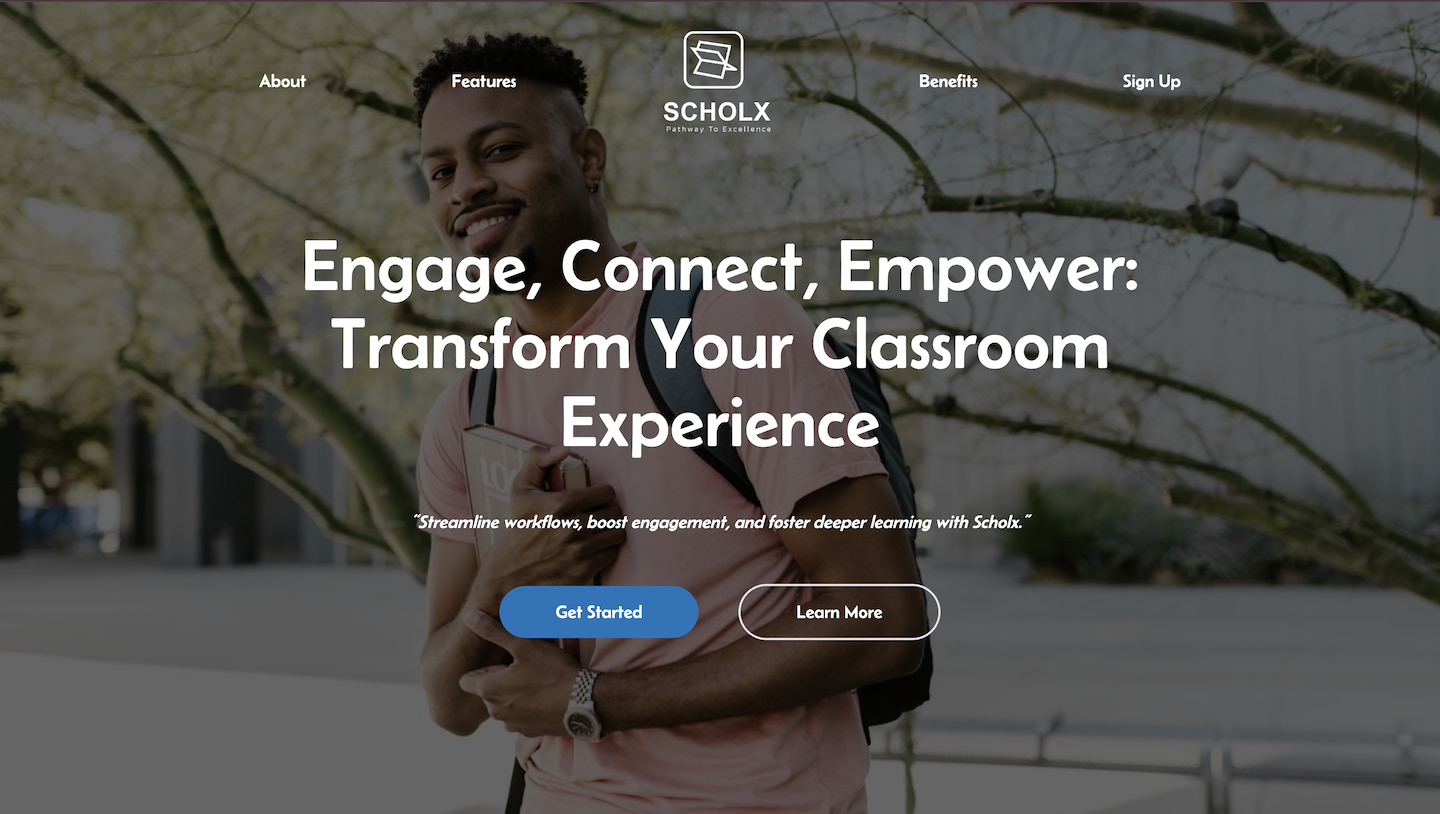 About
Features
SCHOLX
Pathway To Excellence
Benefits
Sign Up
Engage, Connect, Empower:
Transform Your Classroom
Experience
"Streamline workflows, boost engagement, and foster deeper learning with Scholx."
Get Started
Learn More